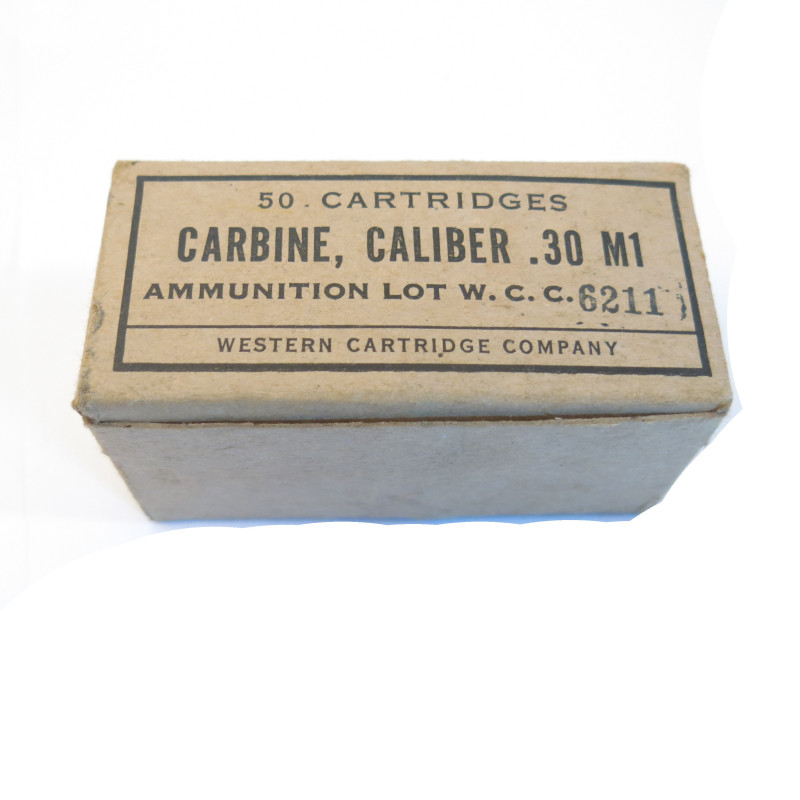 50 CARTRIDGES
CARBINE, CALIBER .30 M1
AMMUNITION LOT W. C. C. 6211
WESTERN CARTRIDGE COMPANY